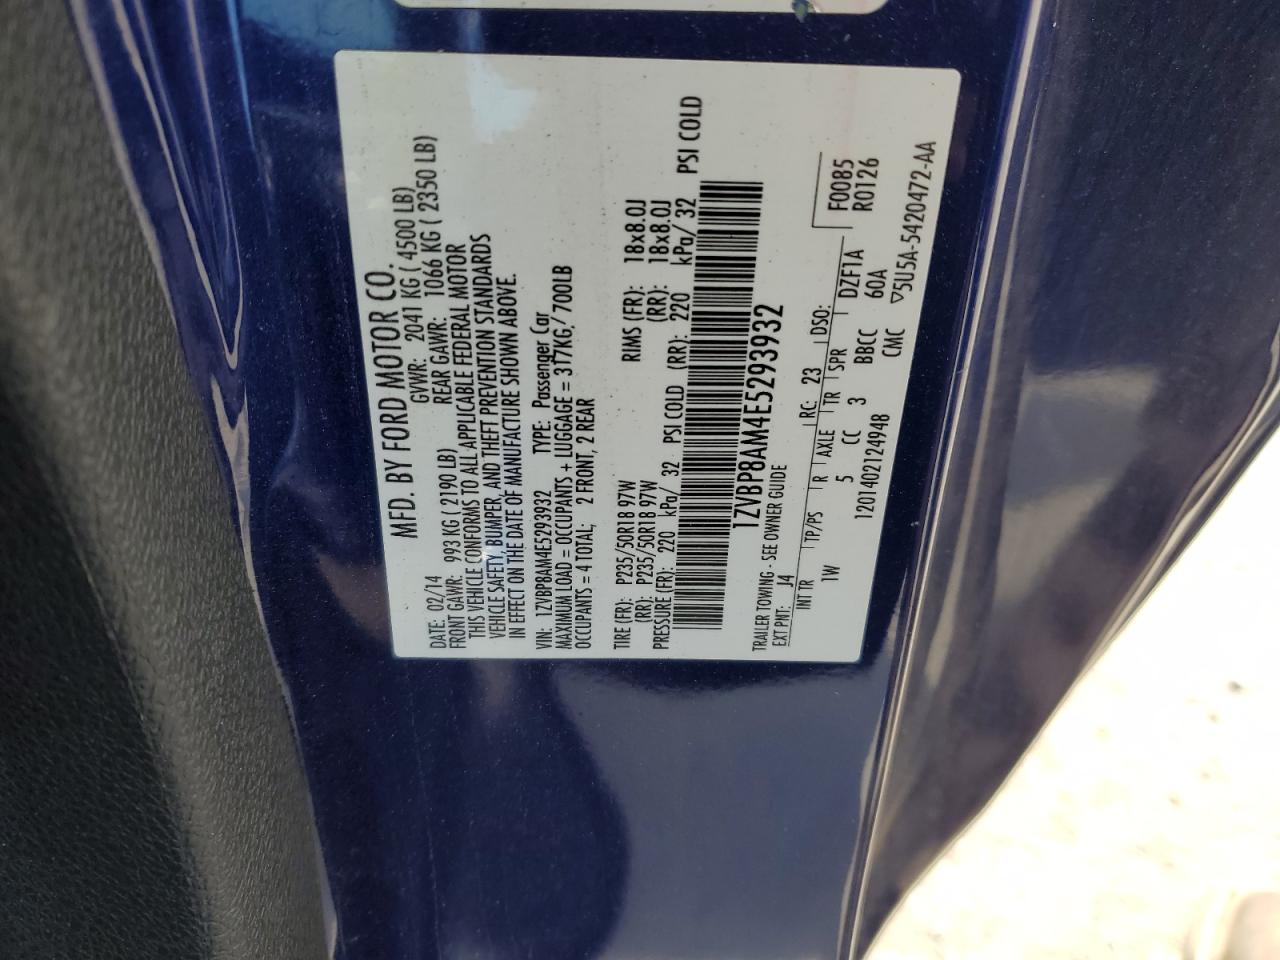 MFD. BY FORD MOTOR CO.
DATE: 02/14 GVWR: 2041 KG ( 4500 LB)
FRONT GAWR: 993 KG ( 2190 LB) REAR GAWR: 1066 KG ( 2350 LB)
THIS VEHICLE CONFORMS TO ALL APPLICABLE FEDERAL MOTOR
VEHICLE SAFETY, BUMPER, AND THEFT PREVENTION STANDARDS
IN EFFECT ON THE DATE OF MANUFACTURE SHOWN ABOVE.
VIN: 1ZVBP8AM4E5293932 TYPE: Passenger Car
MAXIMUM LOAD = OCCUPANTS + LUGGAGE = 317KG/ 700LB
OCCUPANTS = 4 TOTAL; 2 FRONT, 2 REAR
TIRE (FR): P235/50R18 97W RIMS (FR): 18x8.0J
(RR): P235/50R18 97W (RR): 18x8.0J
PRESSURE (FR): 220 kPa/ 32 PSI COLD (RR): 220 kPa/ 32 PSI COLD
1ZVBP8AM4E5293932
TRAILER TOWING - SEE OWNER GUIDE
EXT PNT: J4 RC: 23 DSO:
INT TR TP/PS R AXLE TR SPR DZF1A F0085
1W 5 CC 3 BBCC 60A R0126
1201402124948 CMC ▽5U5A-5420472-AA